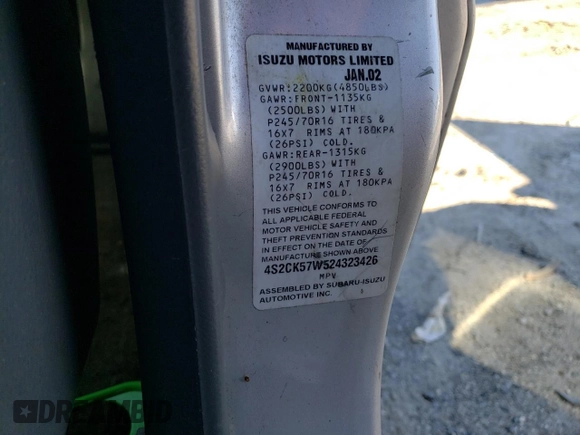 MANUFACTURED BY
ISUZU MOTORS LIMITED
JAN.02
GVWR:2200KG(4850LBS)
GAWR:FRONT-1135KG
(2500LBS) WITH
P245/70R16 TIRES &
16X7 RIMS AT 180KPA
(26PSI) COLD.
GAWR:REAR-1315KG
(2900LBS) WITH
P245/70R16 TIRES &
16X7 RIMS AT 180KPA
(26PSI) COLD.
THIS VEHICLE CONFORMS TO
ALL APPLICABLE FEDERAL
MOTOR VEHICLE SAFETY AND
THEFT PREVENTION STANDARDS
IN EFFECT ON THE DATE OF
MANUFACTURE SHOWN ABOVE.
4S2CK57W524323426
MPV
ASSEMBLED BY SUBARU-ISUZU
AUTOMOTIVE INC.
DREAMBID